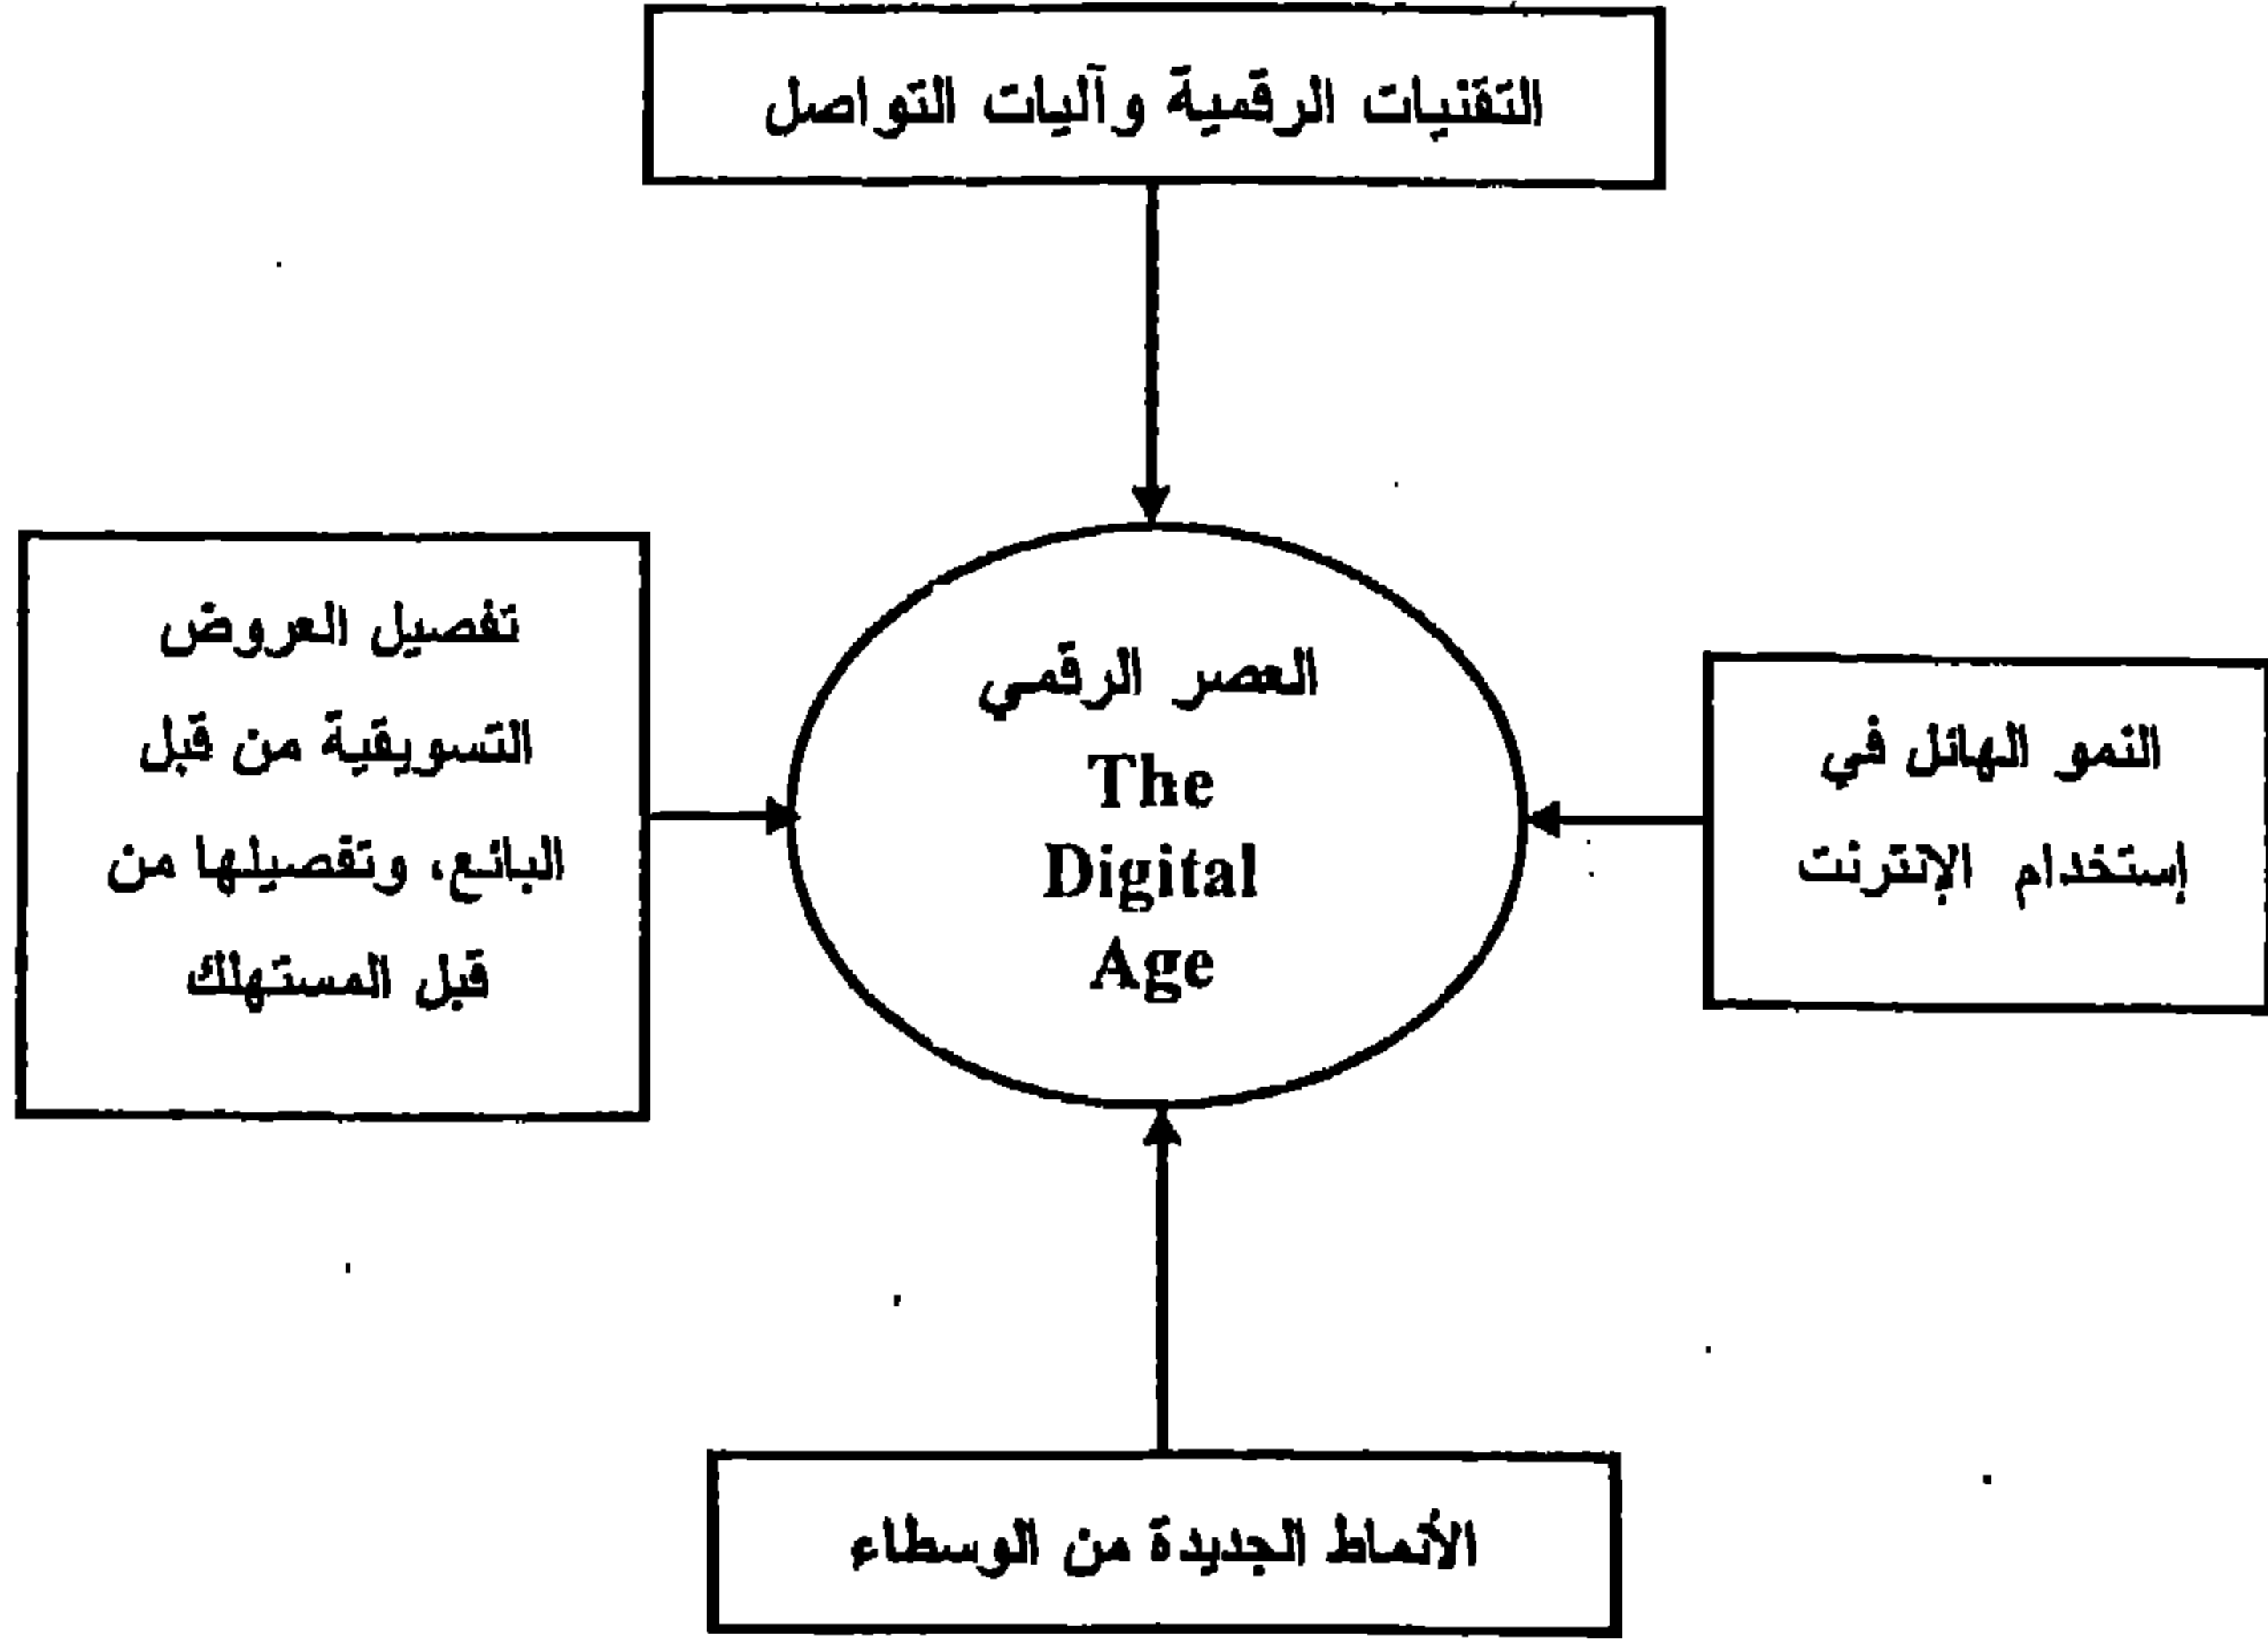 التقنيات الرقمية وآليات التواصل
النمو الهائل في
إستخدام الإنترنت
العصر الرقمي
The
Digital
Age
تفصيل العروض
التسويقية من قبل
البائع، وتفصيلها من
قبل المستهلك
الأنماط الجديدة من الوسطاء